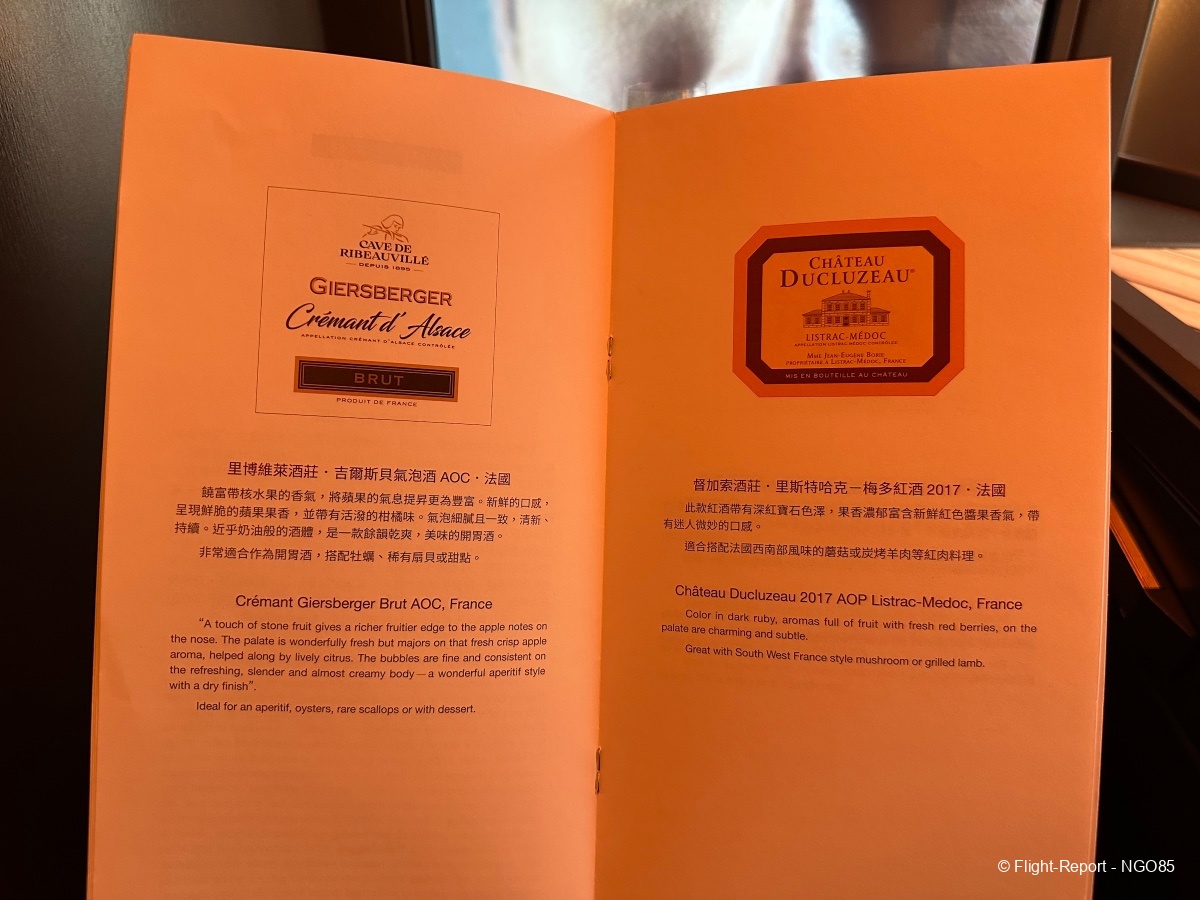 CAVE DE
RIBEAUVILLÉ
DEPUIS 1895
GIERSBERGER
Crémant d'Alsace
APPELLATION CRÉMANT D'ALSACE CONTRÔLÉE
BRUT
PRODUIT DE FRANCE
里博維萊酒莊・吉爾斯貝氣泡酒 AOC・法國
饒富帶核水果的香氣，將蘋果的氣息提昇更為豐富。新鮮的口感，
呈現鮮脆的蘋果果香，並帶有活潑的柑橘味。氣泡細膩且一致，清新、
持續。近乎奶油般的酒體，是一款餘韻乾爽，美味的開胃酒。
非常適合作為開胃酒，搭配牡蠣、稀有扇貝或甜點。
Crémant Giersberger Brut AOC, France
“A touch of stone fruit gives a richer fruitier edge to the apple notes on
the nose. The palate is wonderfully fresh but majors on that fresh crisp apple
aroma, helped along by lively citrus. The bubbles are fine and consistent on
the refreshing, slender and almost creamy body—a wonderful aperitif style
with a dry finish”.
Ideal for an aperitif, oysters, rare scallops or with dessert.
CHÂTEAU
DUCLUZEAU®
LISTRAC-MÉDOC
APPELLATION LISTRAC-MÉDOC CONTRÔLÉE
MME JEAN-EUGÈNE BORIE
PROPRIÉTAIRE À LISTRAC-MÉDOC, FRANCE
MIS EN BOUTEILLE AU CHÂTEAU
督加索酒莊・里斯特哈克－梅多紅酒 2017・法國
此款紅酒帶有深紅寶石色澤，果香濃郁富含新鮮紅色醬果香氣，帶
有迷人微妙的口感。
適合搭配法國西南部風味的蘑菇或炭烤羊肉等紅肉料理。
Château Ducluzeau 2017 AOP Listrac-Medoc, France
Color in dark ruby, aromas full of fruit with fresh red berries, on the
palate are charming and subtle.
Great with South West France style mushroom or grilled lamb.
© Flight-Report - NGO85